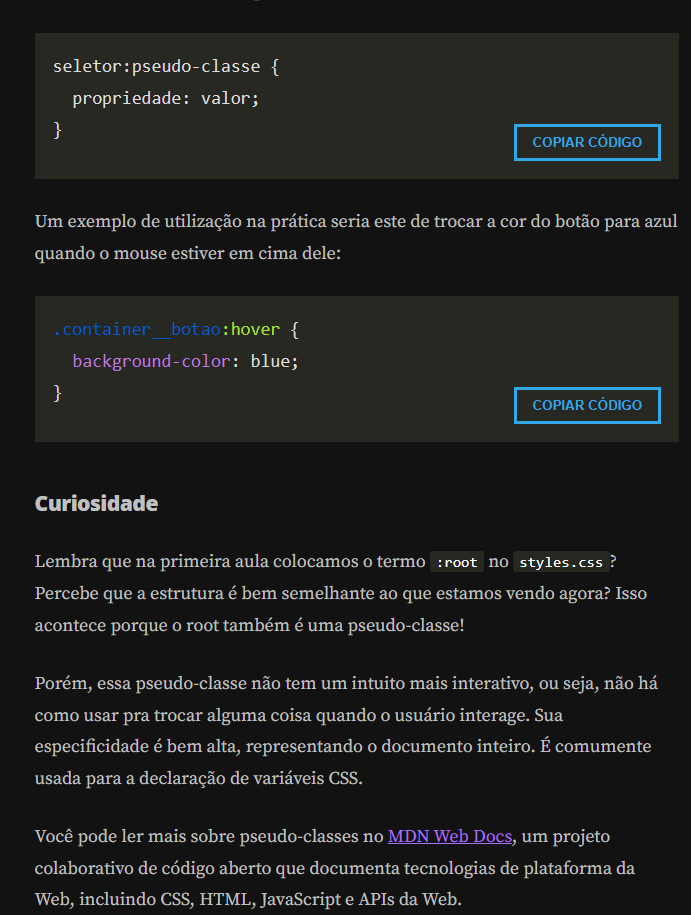 seletor:pseudo-classe {
  propriedade: valor;
}
COPIAR CÓDIGO
Um exemplo de utilização na prática seria este de trocar a cor do botão para azul
quando o mouse estiver em cima dele:
.container__botao:hover {
  background-color: blue;
}
COPIAR CÓDIGO
Curiosidade
Lembra que na primeira aula colocamos o termo :root no styles.css?
Percebe que a estrutura é bem semelhante ao que estamos vendo agora? Isso
acontece porque o root também é uma pseudo-classe!
Porém, essa pseudo-classe não tem um intuito mais interativo, ou seja, não há
como usar pra trocar alguma coisa quando o usuário interage. Sua
especificidade é bem alta, representando o documento inteiro. É comumente
usada para a declaração de variáveis CSS.
Você pode ler mais sobre pseudo-classes no MDN Web Docs, um projeto
colaborativo de código aberto que documenta tecnologias de plataforma da
Web, incluindo CSS, HTML, JavaScript e APIs da Web.